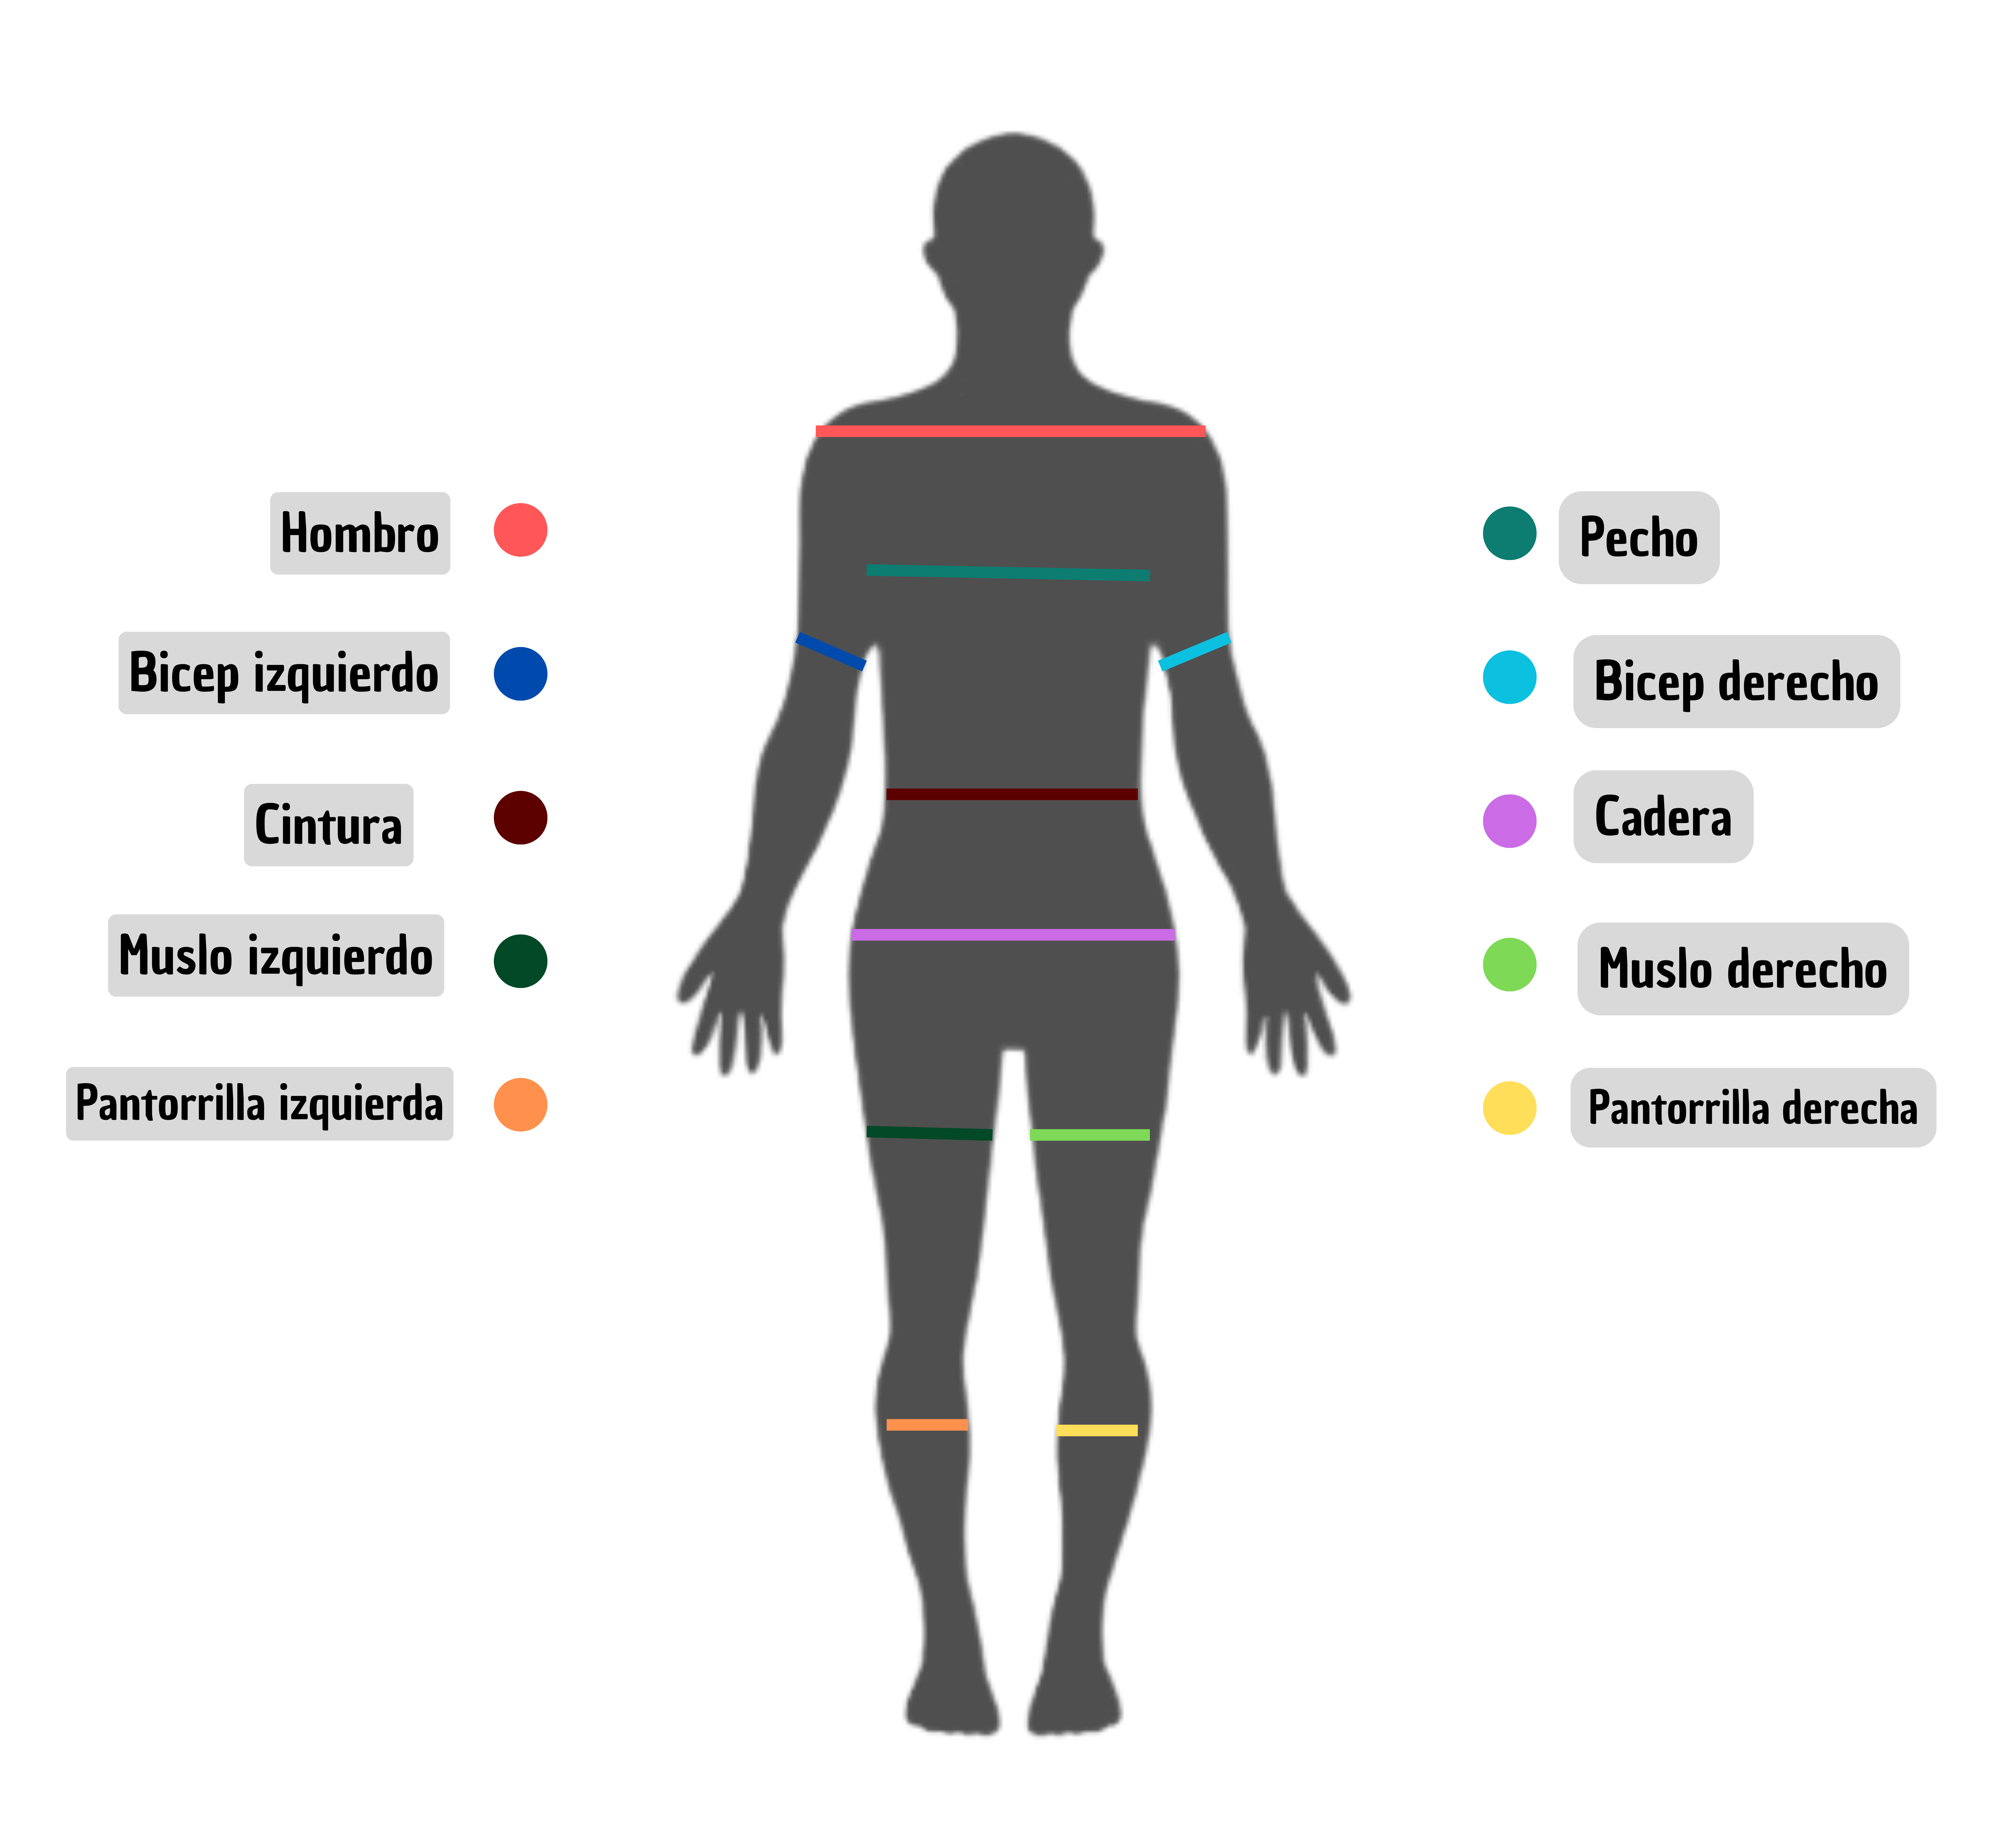 Hombro
Bicep izquierdo
Cintura
Muslo izquierdo
Pantorrilla izquierda
Pecho
Bicep derecho
Cadera
Muslo derecho
Pantorrilla derecha